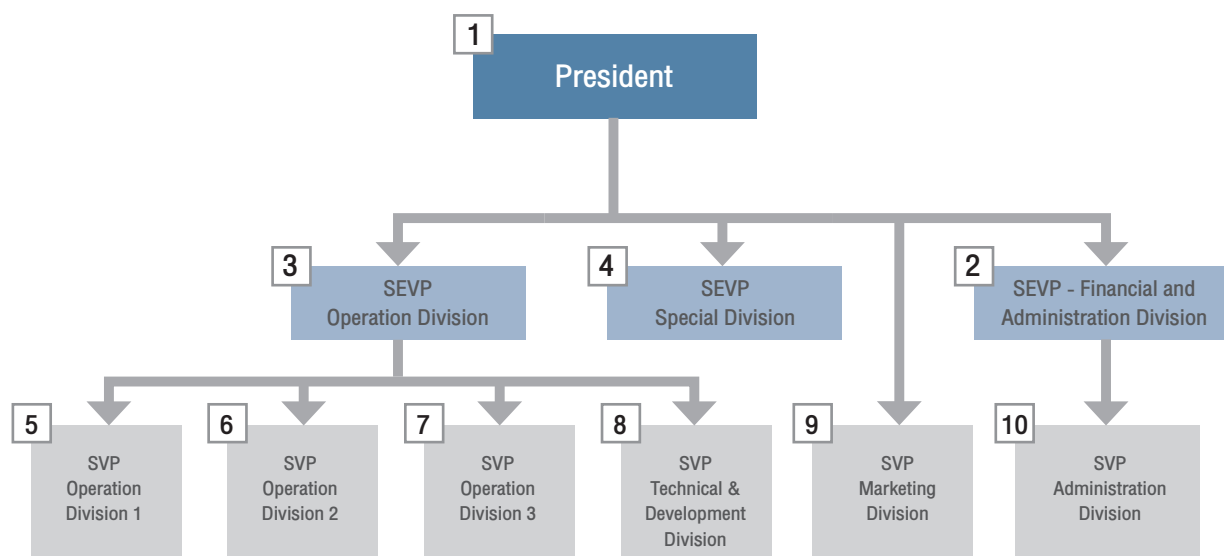 1
President
3
SEVP
Operation Division
4
SEVP
Special Division
2
SEVP - Financial and
Administration Division
5
SVP
Operation
Division 1
6
SVP
Operation
Division 2
7
SVP
Operation
Division 3
8
SVP
Technical &
Development
Division
9
SVP
Marketing
Division
10
SVP
Administration
Division